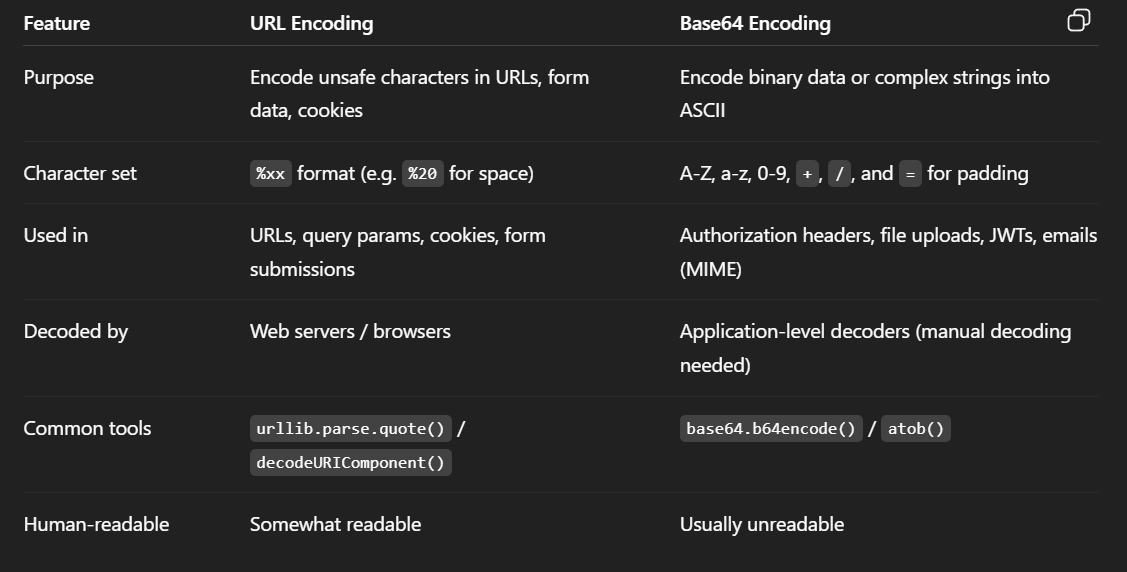 Feature URL Encoding Base64 Encoding
Purpose Encode unsafe characters in URLs, form Encode binary data or complex strings into
data, cookies ASCII
Character set %xx format (e.g. %20 for space) A-Z, a-z, 0-9, + , / , and = for padding
Used in URLs, query params, cookies, form Authorization headers, file uploads, JWTs, emails
submissions (MIME)
Decoded by Web servers / browsers Application-level decoders (manual decoding
needed)
Common tools urllib.parse.quote() / base64.b64encode() / atob()
decodeURIComponent()
Human-readable Somewhat readable Usually unreadable